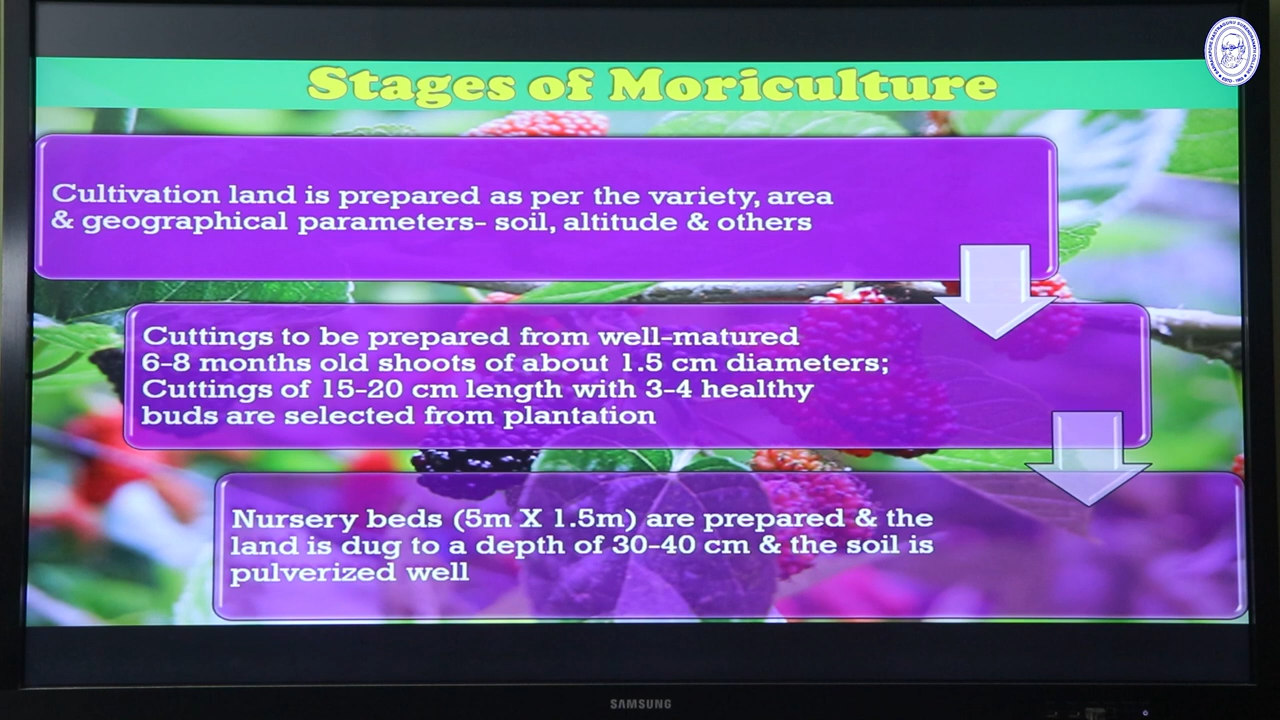 Stages of Moriculture
Cultivation land is prepared as per the variety, area
& geographical parameters- soil, altitude & others
Cuttings to be prepared from well-matured
6-8 months old shoots of about 1.5 cm diameters;
Cuttings of 15-20 cm length with 3-4 healthy
buds are selected from plantation
Nursery beds (5m X 1.5m) are prepared & the
land is dug to a depth of 30-40 cm & the soil is
pulverized well
SAMSUNG